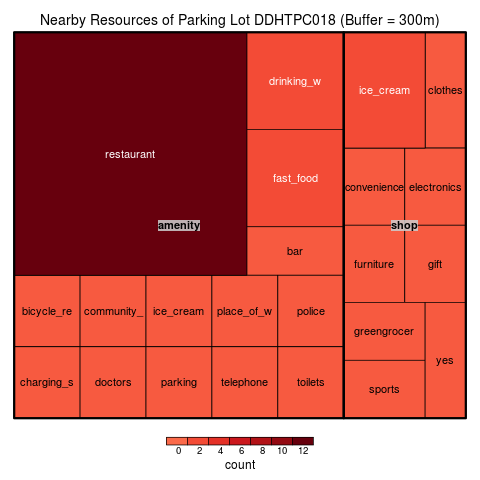 Nearby Resources of Parking Lot DDHTPC018 (Buffer = 300m)
restaurant
drinking_w
fast_food
bar
amenity
bicycle_re
community_
ice_cream
place_of_w
police
charging_s
doctors
parking
telephone
toilets
ice_cream
clothes
convenience
electronics
shop
furniture
gift
greengrocer
yes
sports
0 2 4 6 8 10 12
count